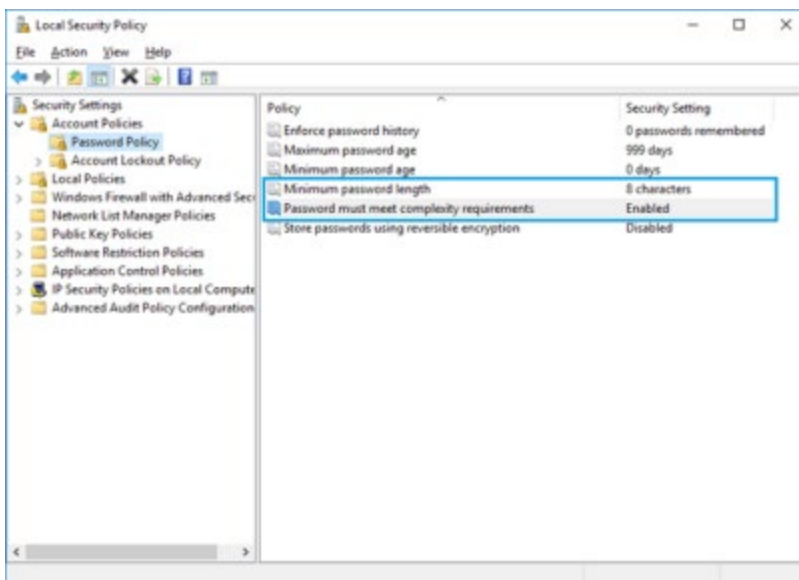 Local Security Policy
File Action View Help
Security Settings
Account Policies
Password Policy
Account Lockout Policy
Local Policies
Windows Firewall with Advanced Secu
Network List Manager Policies
Public Key Policies
Software Restriction Policies
Application Control Policies
IP Security Policies on Local Compute
Advanced Audit Policy Configuration
Policy Security Setting
Enforce password history 0 passwords remembered
Maximum password age 999 days
Minimum password age 0 days
Minimum password length 8 characters
Password must meet complexity requirements Enabled
Store passwords using reversible encryption Disabled